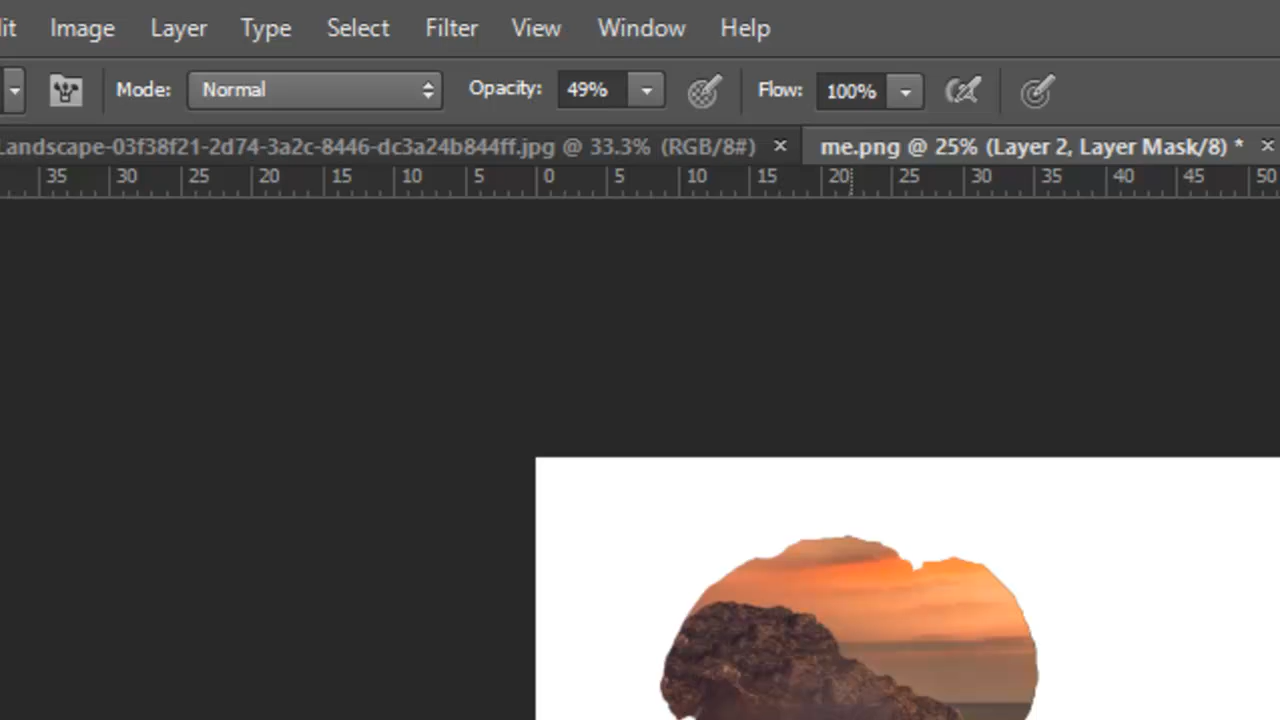 it Image Layer Type Select Filter View Window Help
Mode: Normal Opacity: 49% Flow: 100%
Landscape-03f38f21-2d74-3a2c-8446-dc3a24b844ff.jpg @ 33.3% (RGB/8#) × me.png @ 25% (Layer 2, Layer Mask/8) * ×
35 30 25 20 15 10 5 0 5 10 15 20 25 30 35 40 45 50